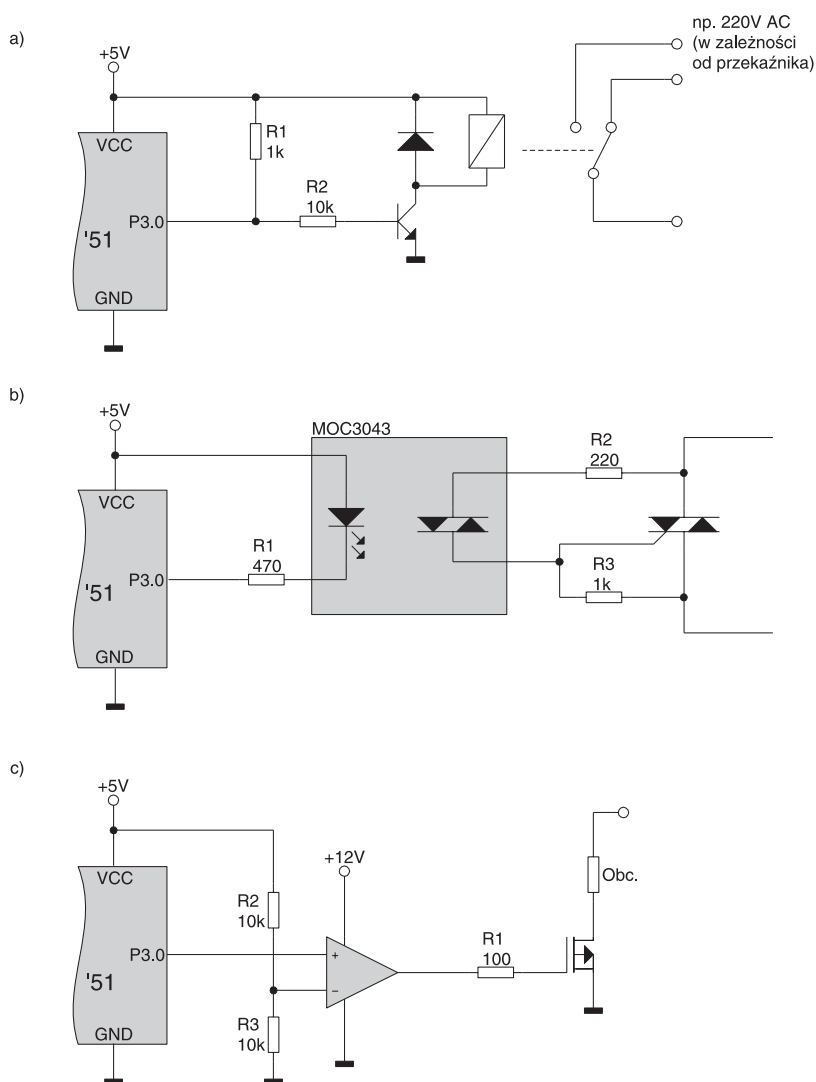 a)
np. 220V AC
(w zależności
od przekaźnika)
+5V
VCC
R1
1k
R2
10k
P3.0
'51
GND
b)
+5V
MOC3043
VCC
R2
220
R1
470
P3.0
'51
R3
1k
GND
c)
+5V
+12V
VCC
R2
10k
Obc.
P3.0
+
R1
100
'51
−
R3
10k
GND